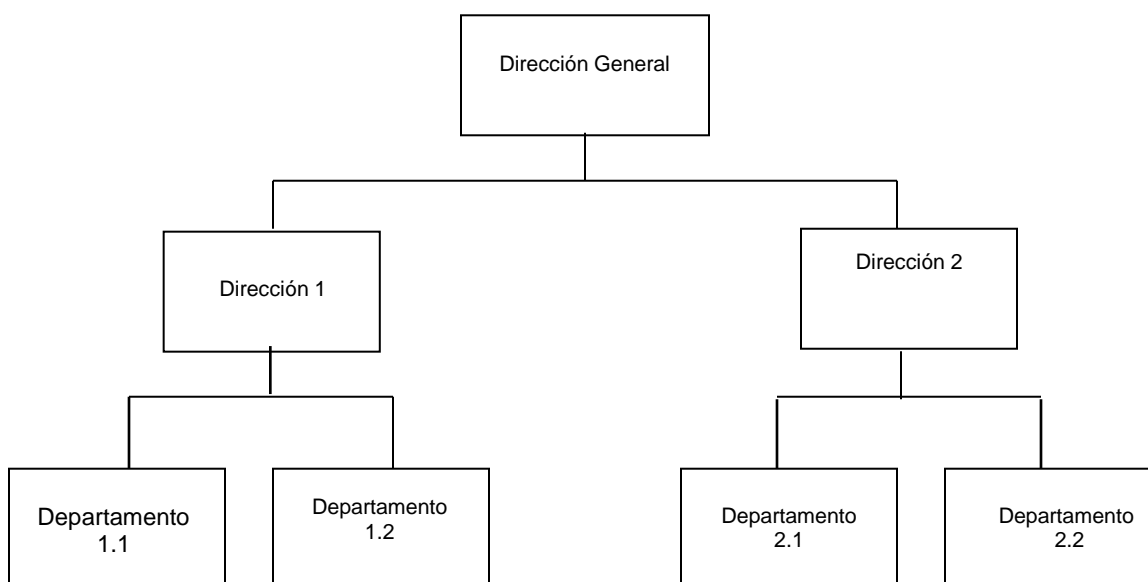 Dirección General
Dirección 1
Dirección 2
Departamento
1.1
Departamento
1.2
Departamento
2.1
Departamento
2.2